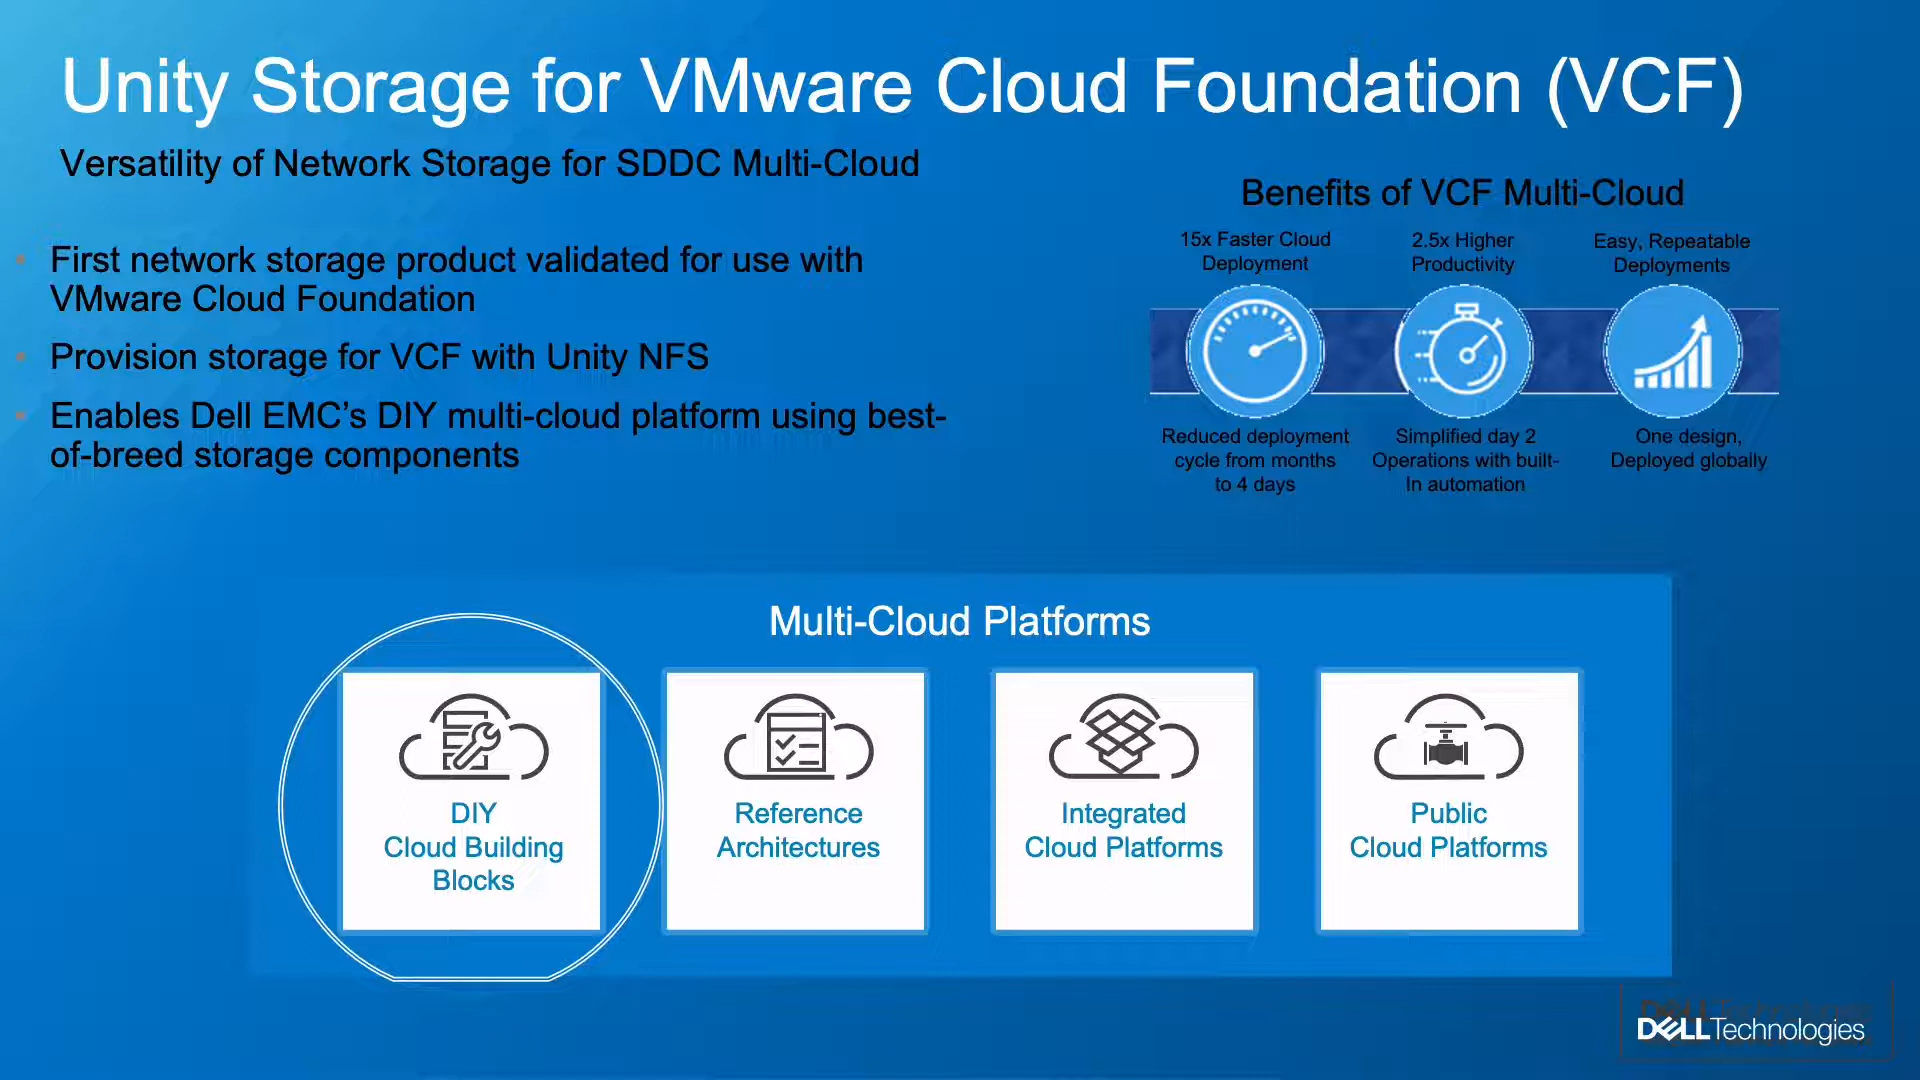 Unity Storage for VMware Cloud Foundation (VCF)
Versatility of Network Storage for SDDC Multi-Cloud
• First network storage product validated for use with
VMware Cloud Foundation
• Provision storage for VCF with Unity NFS
• Enables Dell EMC’s DIY multi-cloud platform using best-
of-breed storage components
Benefits of VCF Multi-Cloud
15x Faster Cloud
Deployment
Reduced deployment
cycle from months
to 4 days
2.5x Higher
Productivity
Simplified day 2
Operations with built-
In automation
Easy, Repeatable
Deployments
One design,
Deployed globally
Multi-Cloud Platforms
DIY
Cloud Building
Blocks
Reference
Architectures
Integrated
Cloud Platforms
Public
Cloud Platforms
DELL Technologies